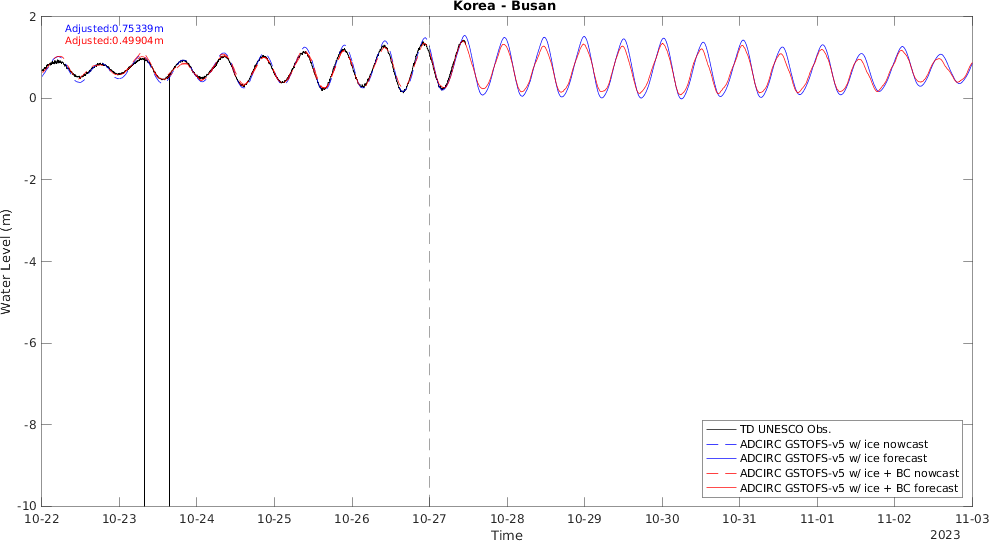 Korea - Busan
Adjusted:0.75339m
Adjusted:0.49904m
2
0
-2
-4
-6
-8
-10
Water Level (m)
TD UNESCO Obs.
ADCIRC GSTOFS-v5 w/ ice nowcast
ADCIRC GSTOFS-v5 w/ ice forecast
ADCIRC GSTOFS-v5 w/ ice + BC nowcast
ADCIRC GSTOFS-v5 w/ ice + BC forecast
10-22 10-23 10-24 10-25 10-26 10-27 10-28 10-29 10-30 10-31 11-01 11-02 11-03
Time
2023